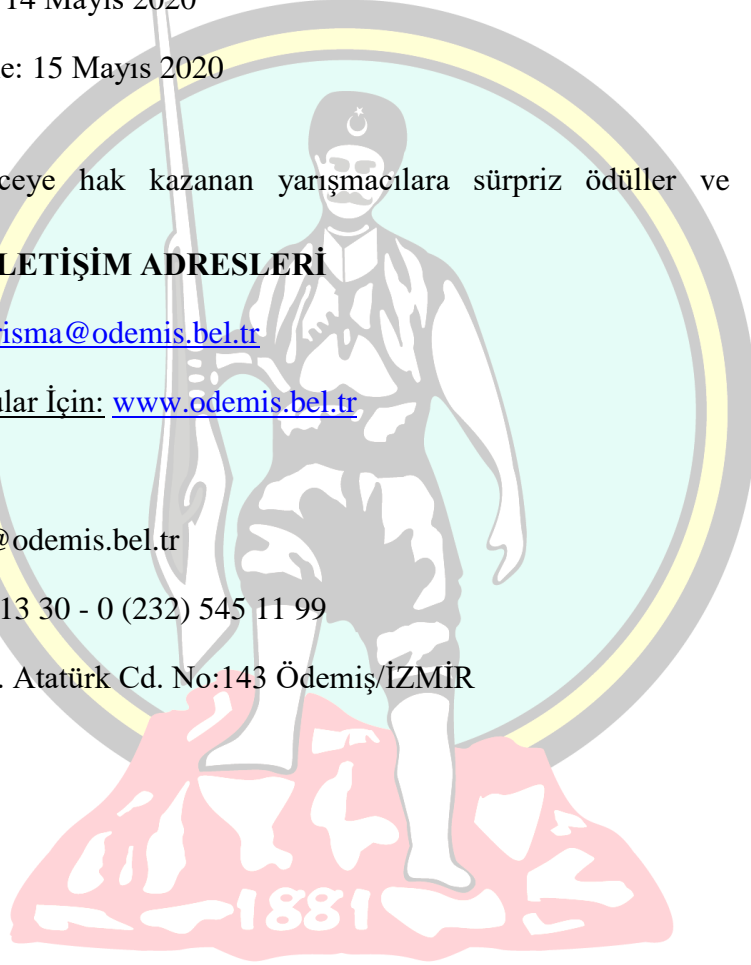 14 Mayıs 2020
e: 15 Mayıs 2020
ceye hak kazanan yarışmacılara sürpriz ödüller ve
LETİŞİM ADRESLERİ
risma@odemis.bel.tr
ular İçin: www.odemis.bel.tr
@odemis.bel.tr
13 30 - 0 (232) 545 11 99
. Atatürk Cd. No:143 Ödemiş/İZMİR
1881